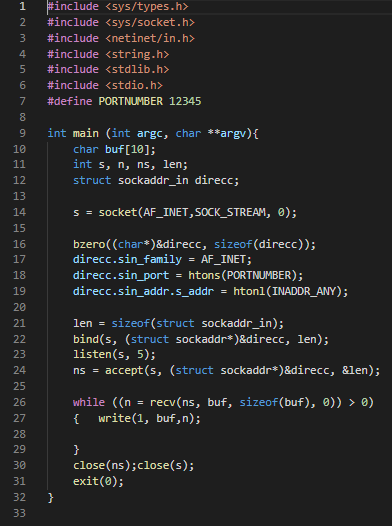 1 #include <sys/types.h>
2 #include <sys/socket.h>
3 #include <netinet/in.h>
4 #include <string.h>
5 #include <stdlib.h>
6 #include <stdio.h>
7 #define PORTNUMBER 12345
8
9 int main (int argc, char **argv){
10     char buf[10];
11     int s, n, ns, len;
12     struct sockaddr_in direcc;
13
14     s = socket(AF_INET,SOCK_STREAM, 0);
15
16     bzero((char*)&direcc, sizeof(direcc));
17     direcc.sin_family = AF_INET;
18     direcc.sin_port = htons(PORTNUMBER);
19     direcc.sin_addr.s_addr = htonl(INADDR_ANY);
20
21     len = sizeof(struct sockaddr_in);
22     bind(s, (struct sockaddr*)&direcc, len);
23     listen(s, 5);
24     ns = accept(s, (struct sockaddr*)&direcc, &len);
25
26     while ((n = recv(ns, buf, sizeof(buf), 0)) > 0)
27     {   write(1, buf,n);
28
29     }
30     close(ns);close(s);
31     exit(0);
32 }
33